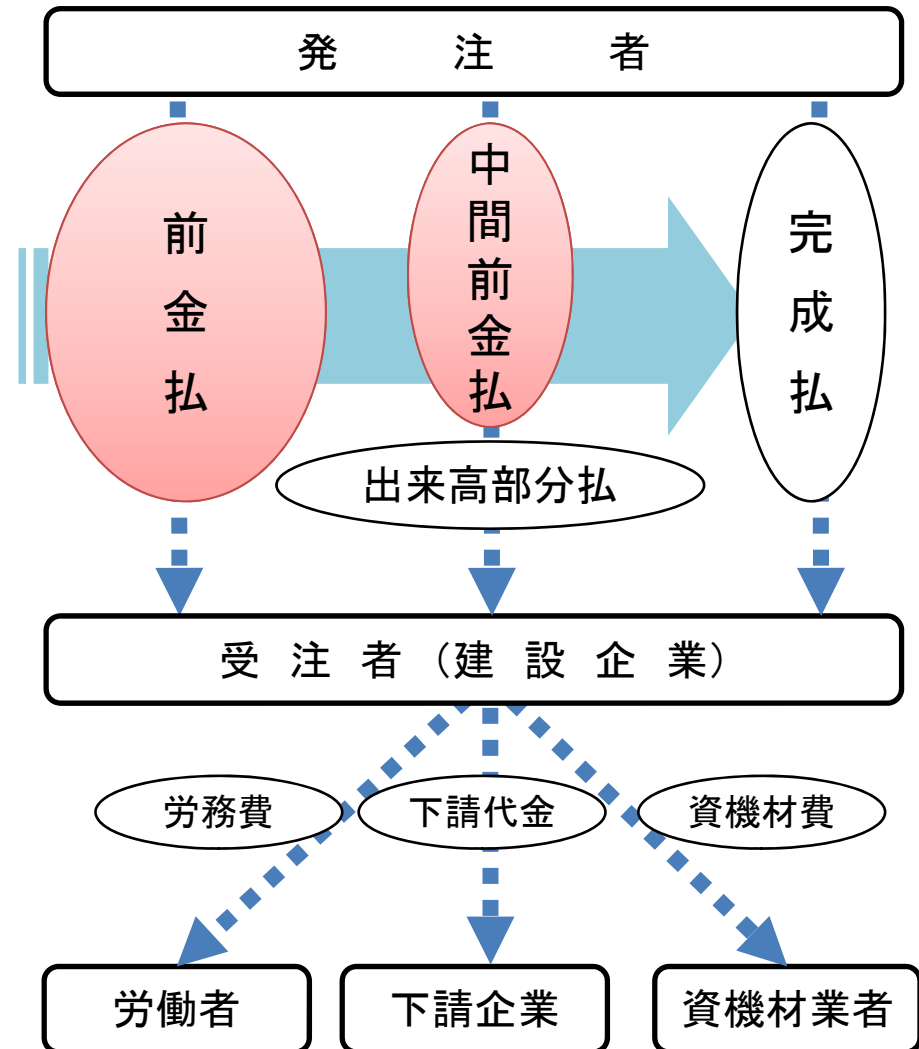 発 注 者
前金払
中間前金払
完成払
出来高部分払
受 注 者 (建 設 企 業)
労務費
下請代金
資機材費
労働者
下請企業
資機材業者